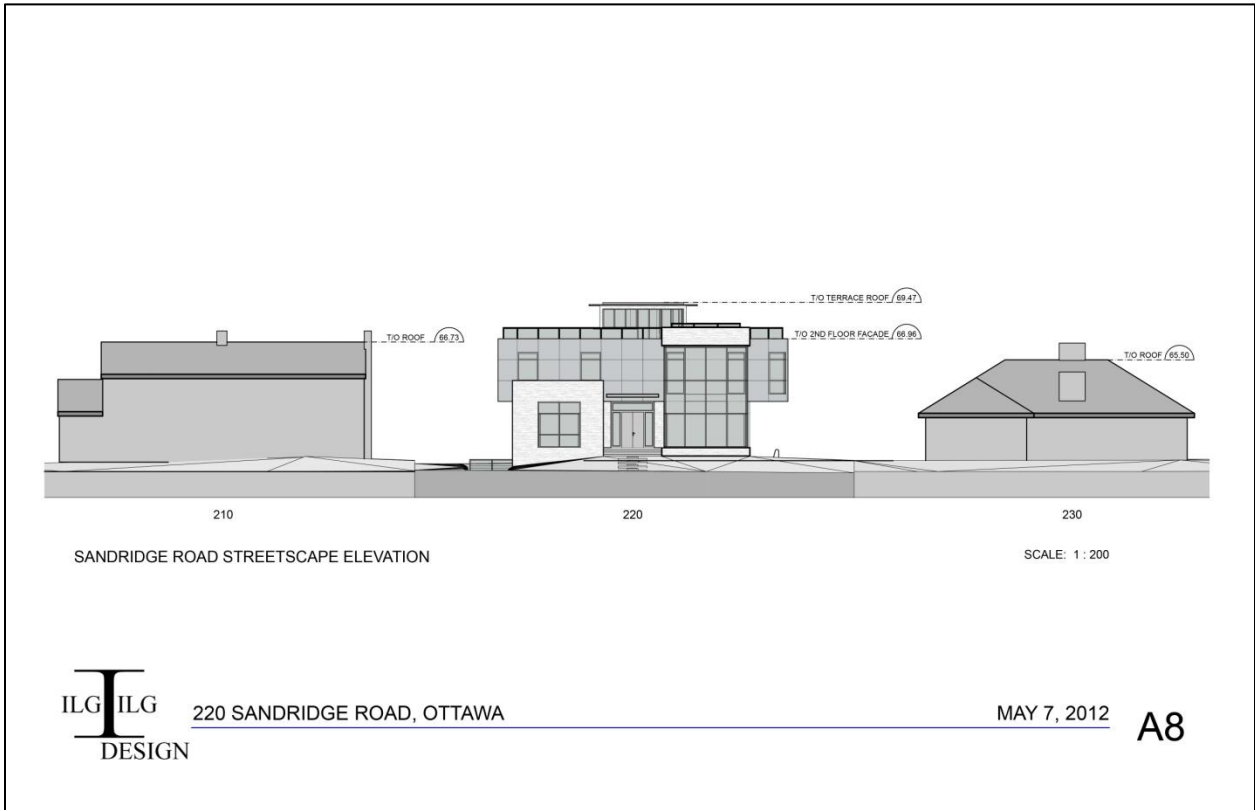 T/O TERRACE ROOF 69.47
T/O ROOF 66.73
T/O 2ND FLOOR FACADE 66.96
T/O ROOF 65.50
210
220
230
SANDRIDGE ROAD STREETSCAPE ELEVATION
SCALE: 1 : 200
ILG I ILG
DESIGN
220 SANDRIDGE ROAD, OTTAWA
MAY 7, 2012
A8